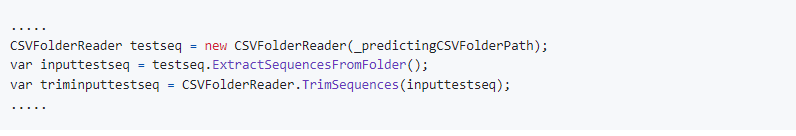 .....
CSVFolderReader testseq = new CSVFolderReader(_predictingCSVFolderPath);
var inputtestseq = testseq.ExtractSequencesFromFolder();
var triminputtestseq = CSVFolderReader.TrimSequences(inputtestseq);
.....